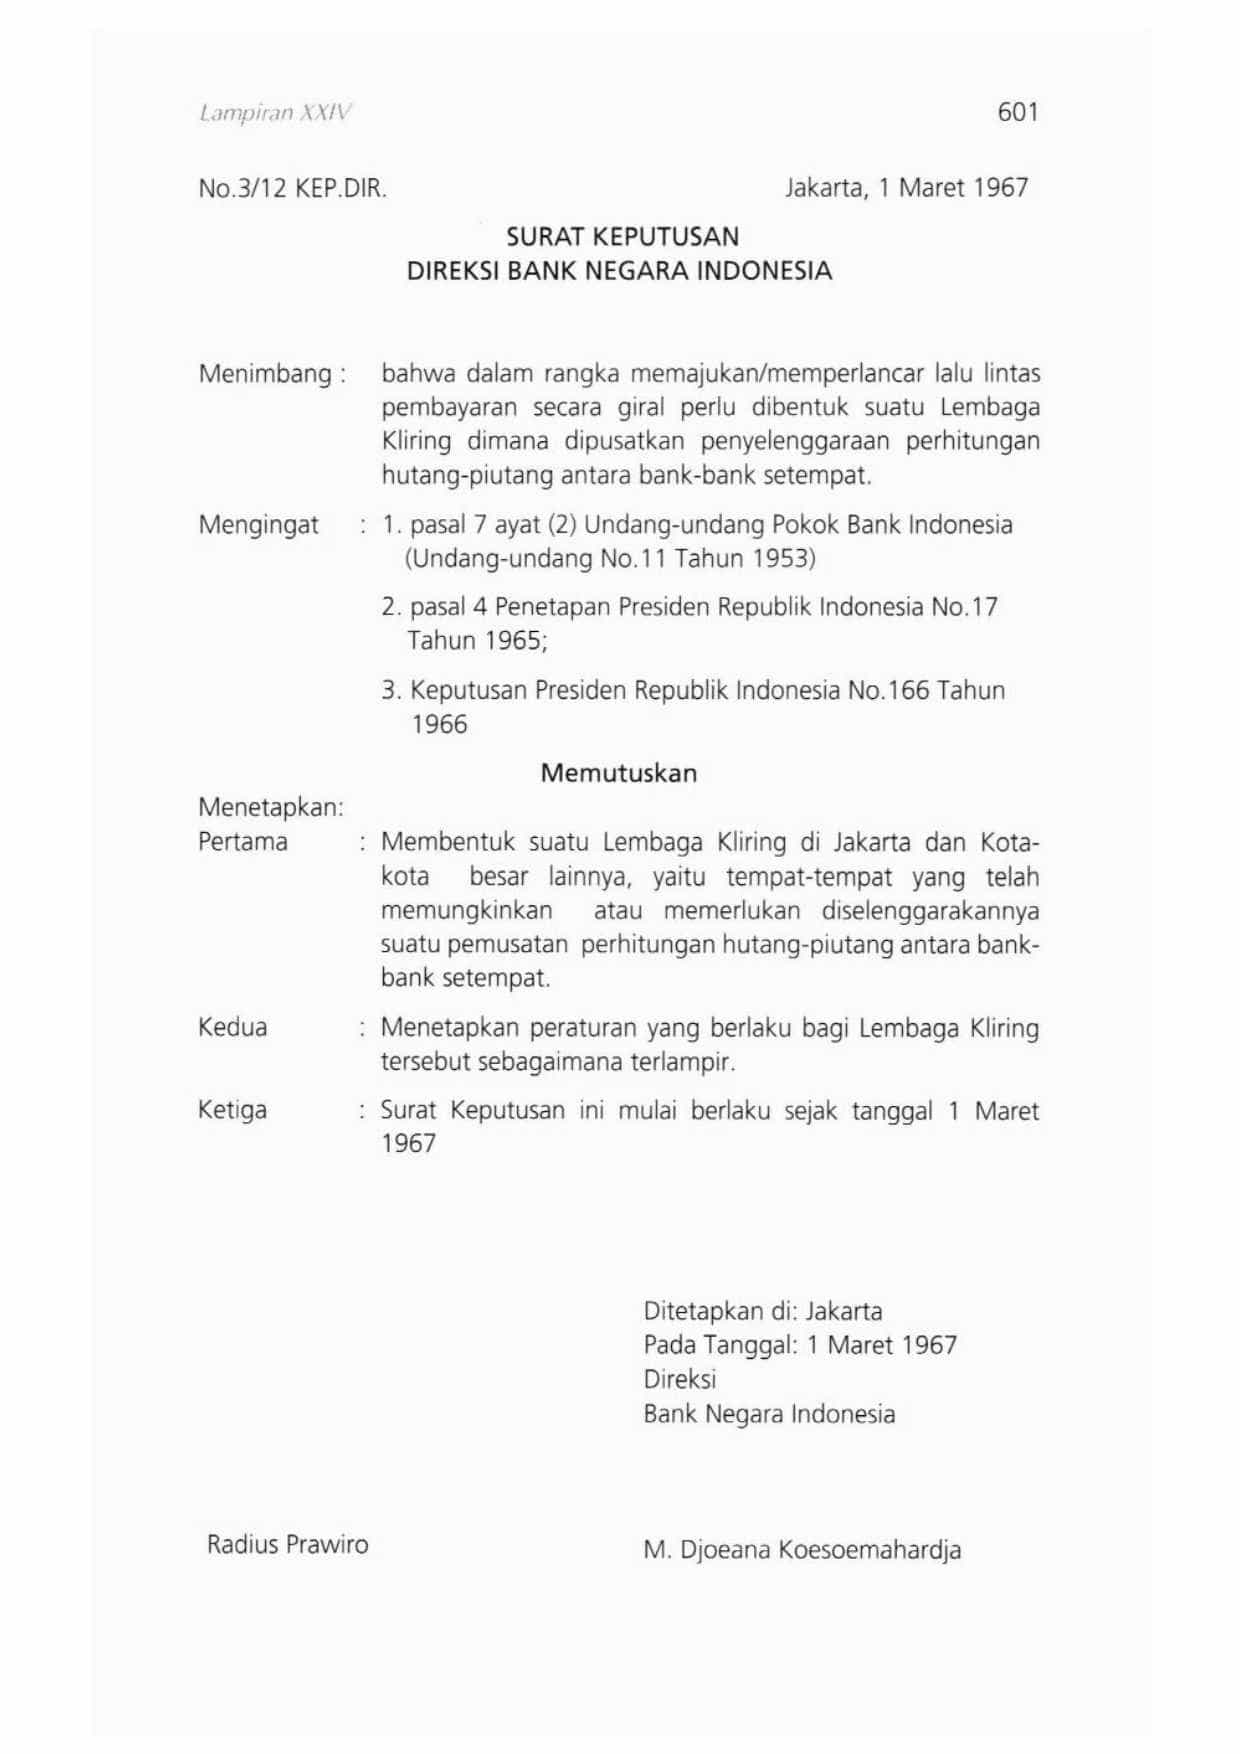 Lampiran XXIV 601
No.3/12 KEP.DIR. Jakarta, 1 Maret 1967
SURAT KEPUTUSAN
DIREKSI BANK NEGARA INDONESIA
Menimbang : bahwa dalam rangka memajukan/memperlancar lalu lintas
pembayaran secara giral perlu dibentuk suatu Lembaga
Kliring dimana dipusatkan penyelenggaraan perhitungan
hutang-piutang antara bank-bank setempat.
Mengingat : 1. pasal 7 ayat (2) Undang-undang Pokok Bank Indonesia
(Undang-undang No.11 Tahun 1953)
2. pasal 4 Penetapan Presiden Republik Indonesia No.17
Tahun 1965;
3. Keputusan Presiden Republik Indonesia No.166 Tahun
1966
Memutuskan
Menetapkan:
Pertama : Membentuk suatu Lembaga Kliring di Jakarta dan Kota-
kota besar lainnya, yaitu tempat-tempat yang telah
memungkinkan atau memerlukan diselenggarakannya
suatu pemusatan perhitungan hutang-piutang antara bank-
bank setempat.
Kedua : Menetapkan peraturan yang berlaku bagi Lembaga Kliring
tersebut sebagaimana terlampir.
Ketiga : Surat Keputusan ini mulai berlaku sejak tanggal 1 Maret
1967
Ditetapkan di: Jakarta
Pada Tanggal: 1 Maret 1967
Direksi
Bank Negara Indonesia
Radius Prawiro M. Djoeana Koesoemahardja